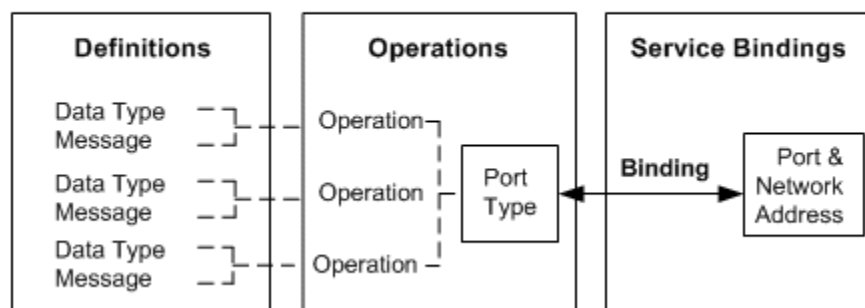 Definitions
Data Type
Message
Data Type
Message
Data Type
Message
Operations
Operation
Operation
Operation
Port
Type
Service Bindings
Binding
Port &
Network
Address